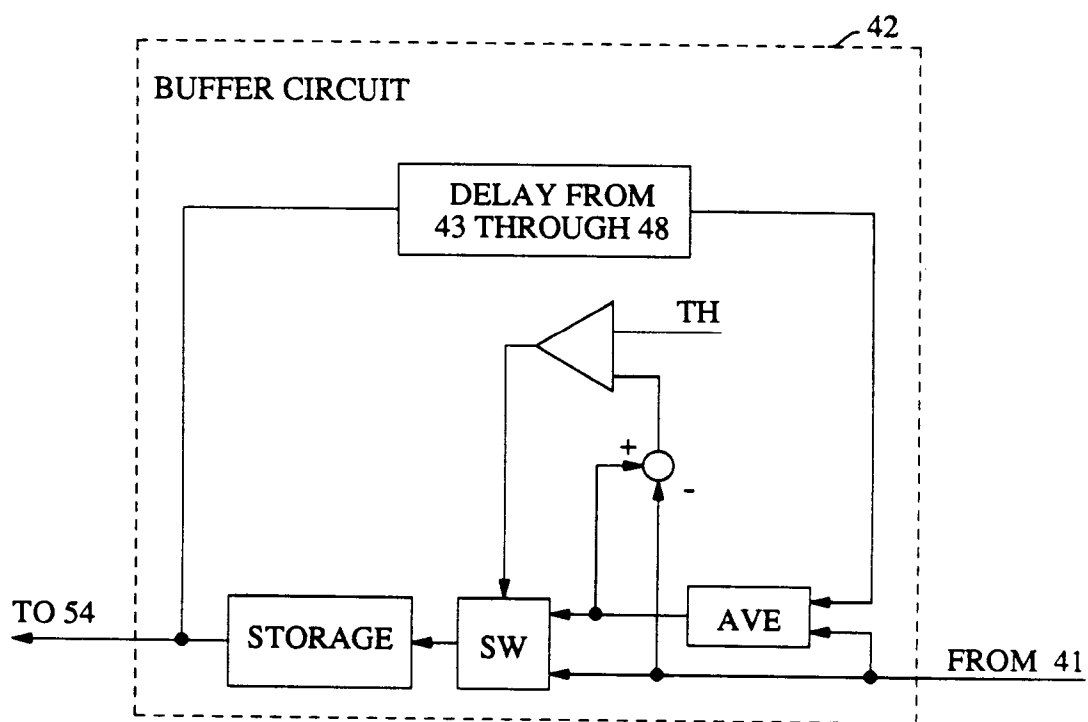 42
BUFFER CIRCUIT
DELAY FROM
43 THROUGH 48
TH
+
-
TO 54
STORAGE
SW
AVE
FROM 41